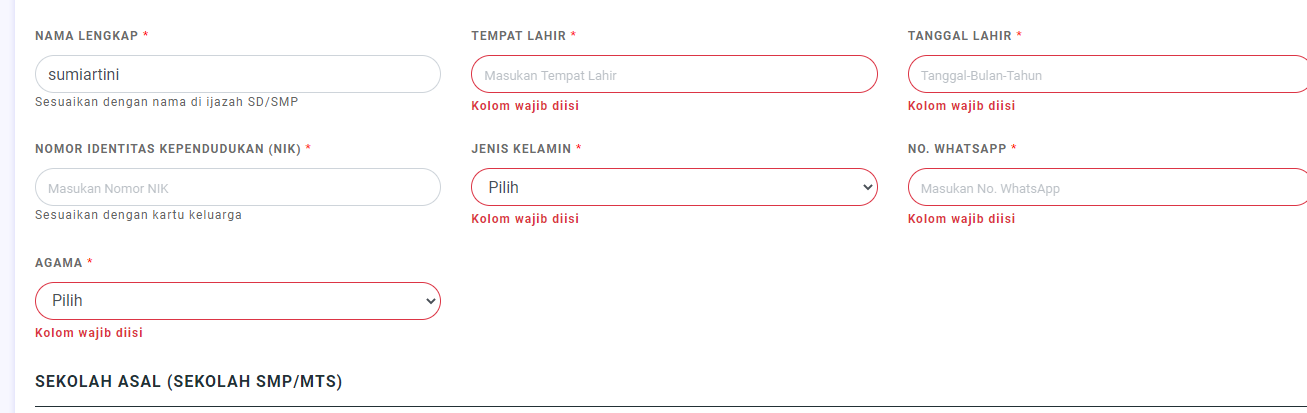 NAMA LENGKAP * TEMPAT LAHIR * TANGGAL LAHIR *
sumiartini Masukan Tempat Lahir Tanggal-Bulan-Tahun
Sesuaikan dengan nama di ijazah SD/SMP Kolom wajib diisi Kolom wajib diisi
NOMOR IDENTITAS KEPENDUDUKAN (NIK) * JENIS KELAMIN * NO. WHATSAPP *
Masukan Nomor NIK Pilih Masukan No. WhatsApp
Sesuaikan dengan kartu keluarga Kolom wajib diisi Kolom wajib diisi
AGAMA *
Pilih
Kolom wajib diisi
SEKOLAH ASAL (SEKOLAH SMP/MTS)